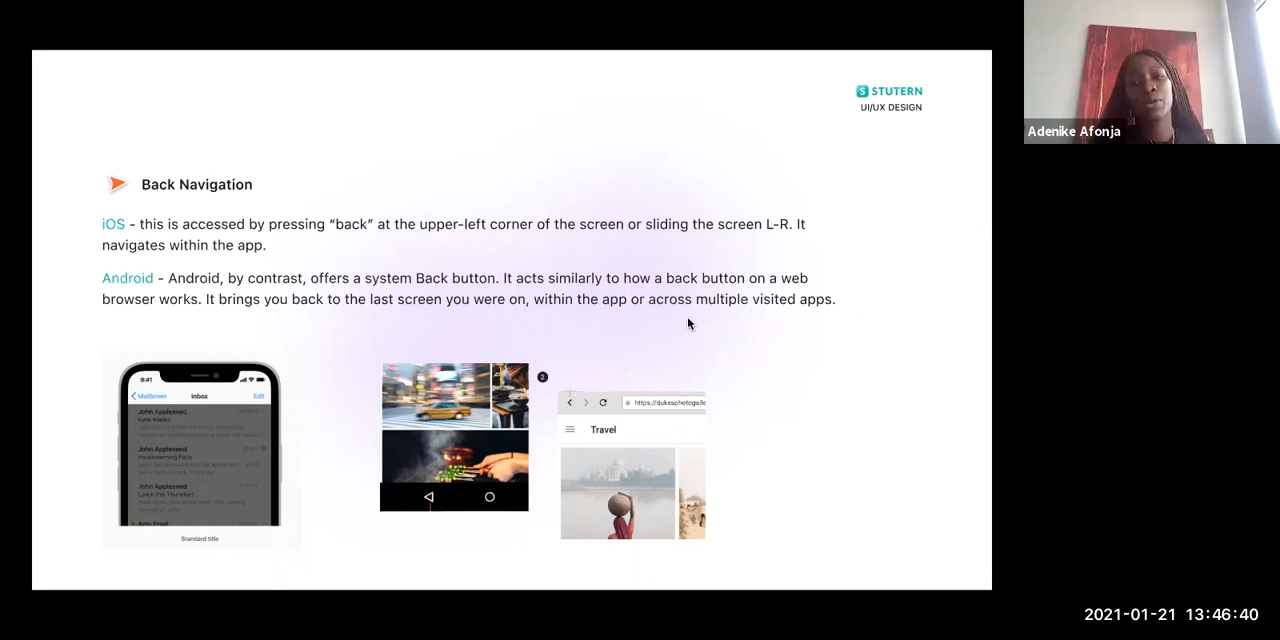 S STUTERN
UI/UX DESIGN
Adenike Afonja
Back Navigation
iOS - this is accessed by pressing “back” at the upper-left corner of the screen or sliding the screen L-R. It
navigates within the app.
Android - Android, by contrast, offers a system Back button. It acts similarly to how a back button on a web
browser works. It brings you back to the last screen you were on, within the app or across multiple visited apps.
9:41
Mailboxes Inbox Edit
John Appleseed
John Appleseed
Housewarming Party
John Appleseed
Lunch this Thursday?
Amy Frost
Standard title
2
https://dukesphotogalle
Travel
2021-01-21 13:46:40